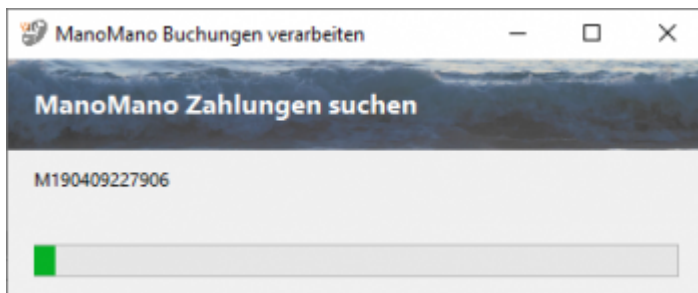 ManoMano Buchungen verarbeiten
ManoMano Zahlungen suchen
M190409227906